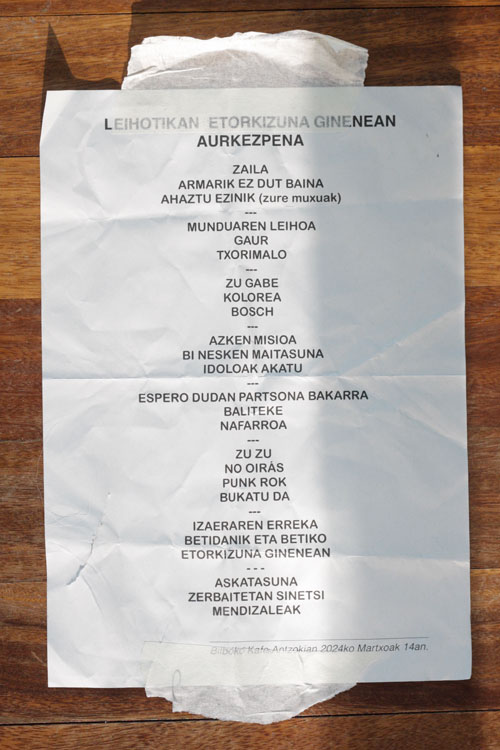 LEIHOTIKAN ETORKIZUNA GINENEAN
AURKEZPENA
ZAILA
ARMARIK EZ DUT BAINA
AHAZTU EZINIK (zure muxuak)
---
MUNDUAREN LEIHOA
GAUR
TXORIMALO
---
ZU GABE
KOLOREA
BOSCH
---
AZKEN MISIOA
BI NESKEN MAITASUNA
IDOLOAK AKATU
---
ESPERO DUDAN PARTSONA BAKARRA
BALITEKE
NAFARROA
---
ZU ZU
NO OIRÁS
PUNK ROK
BUKATU DA
---
IZAERAREN ERREKA
BETIDANIK ETA BETIKO
ETORKIZUNA GINENEAN
- - -
ASKATASUNA
ZERBAITETAN SINETSI
MENDIZALEAK
Kafe Antzokian 2024ko Martxoak 14an.